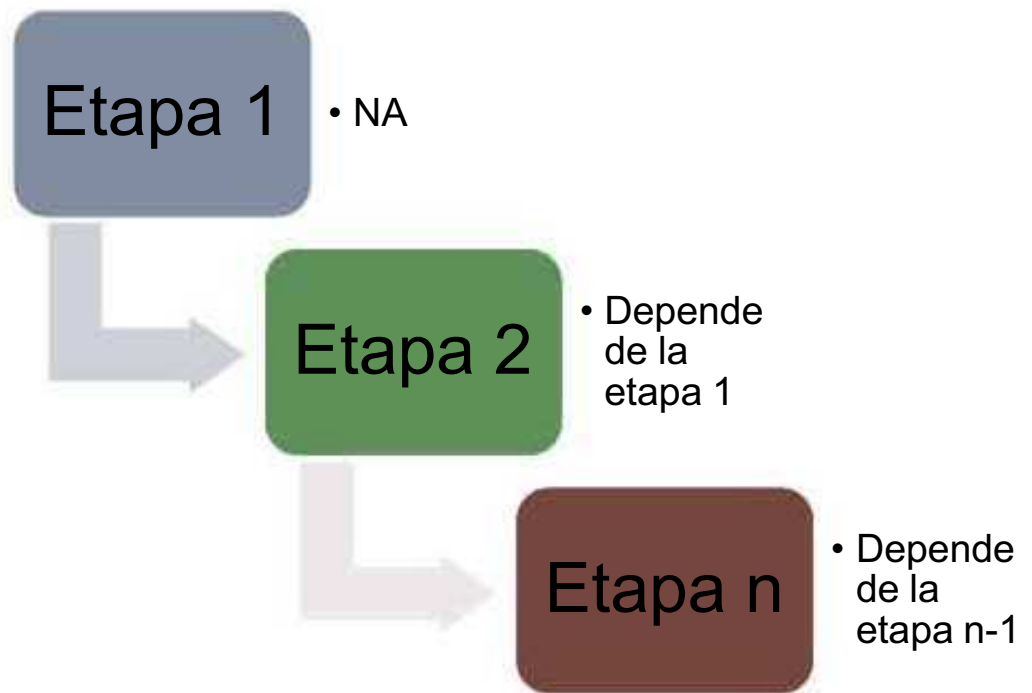 Etapa 1
• NA
Etapa 2
• Depende
de la
etapa 1
Etapa n
• Depende
de la
etapa n-1